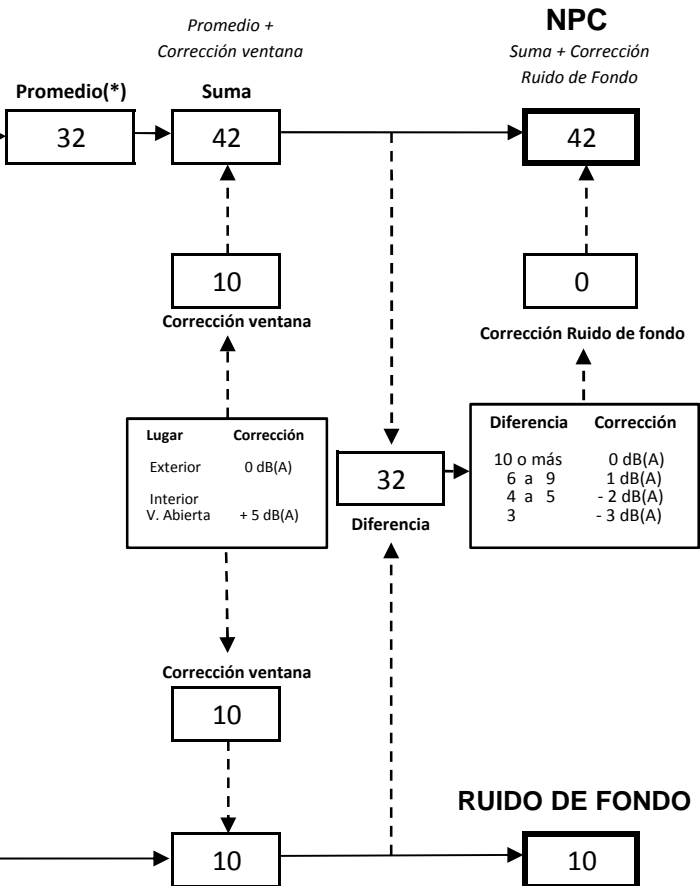 Promedio +
Corrección ventana
NPC
Suma + Corrección
Ruido de Fondo
Promedio(*)
Suma
32
42
42
10
0
Corrección ventana
Corrección Ruido de fondo
Lugar Corrección
Exterior 0 dB(A)
Interior
V. Abierta + 5 dB(A)
32
Diferencia
Diferencia Corrección
10 o más 0 dB(A)
6 a 9 1 dB(A)
4 a 5 - 2 dB(A)
3 - 3 dB(A)
Corrección ventana
10
RUIDO DE FONDO
10
10